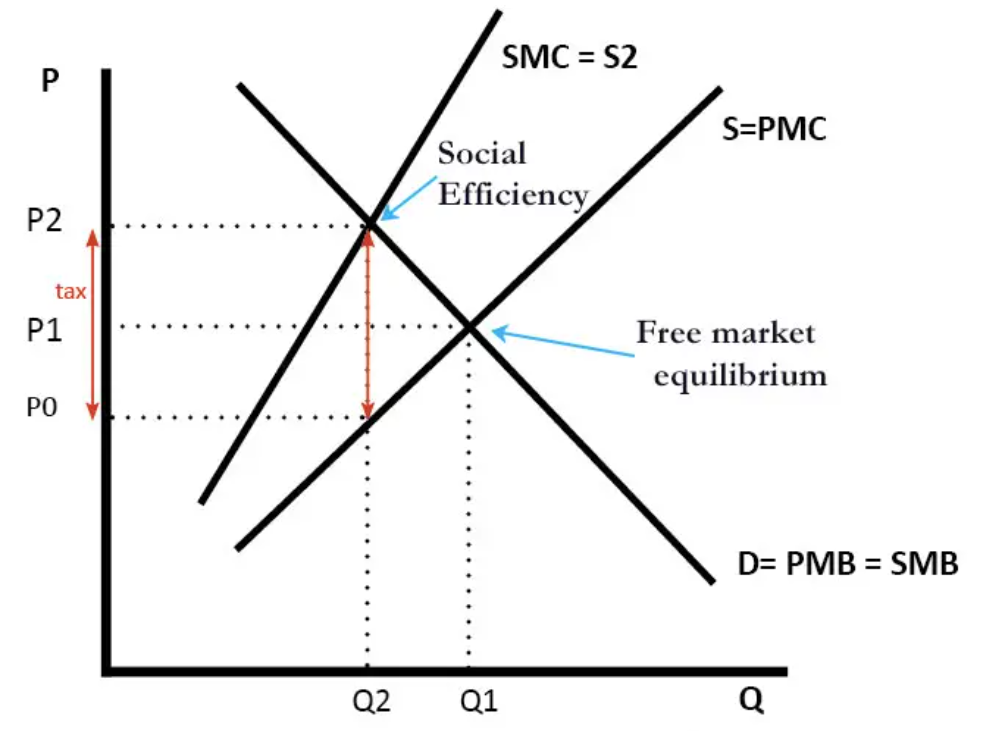 SMC = S2
P
S=PMC
Social
Efficiency
P2
tax
P1
Free market
equilibrium
P0
D= PMB = SMB
Q2
Q1
Q